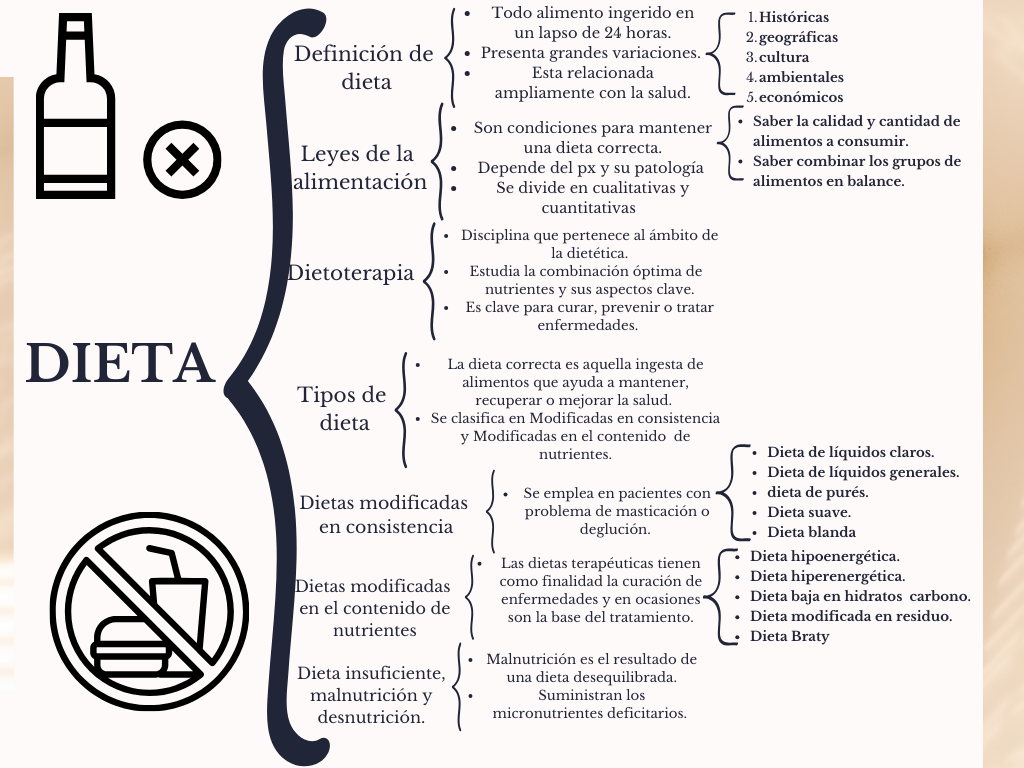 DIETA
Definición de
dieta
• Todo alimento ingerido en
un lapso de 24 horas.
• Presenta grandes variaciones.
• Esta relacionada
ampliamente con la salud.
1. Históricas
2. geográficas
3. cultura
4. ambientales
5. económicos
Leyes de la
alimentación
• Son condiciones para mantener
una dieta correcta.
• Depende del px y su patología
• Se divide en cualitativas y
cuantitativas
• Saber la calidad y cantidad de
alimentos a consumir.
• Saber combinar los grupos de
alimentos en balance.
Dietoterapia
• Disciplina que pertenece al ámbito de
la dietética.
• Estudia la combinación óptima de
nutrientes y sus aspectos clave.
• Es clave para curar, prevenir o tratar
enfermedades.
Tipos de
dieta
• La dieta correcta es aquella ingesta de
alimentos que ayuda a mantener,
recuperar o mejorar la salud.
• Se clasifica en Modificadas en consistencia
y Modificadas en el contenido de
nutrientes.
Dietas modificadas
en consistencia
• Se emplea en pacientes con
problema de masticación o
deglución.
• Dieta de líquidos claros.
• Dieta de líquidos generales.
• dieta de purés.
• Dieta suave.
• Dieta blanda
Dietas modificadas
en el contenido de
nutrientes
• Las dietas terapéuticas tienen
como finalidad la curación de
enfermedades y en ocasiones
son la base del tratamiento.
• Dieta hipoenergética.
• Dieta hiperenergética.
• Dieta baja en hidratos carbono.
• Dieta modificada en residuo.
• Dieta Braty
Dieta insuficiente,
malnutrición y
desnutrición.
• Malnutrición es el resultado de
una dieta desequilibrada.
• Suministran los
micronutrientes deficitarios.